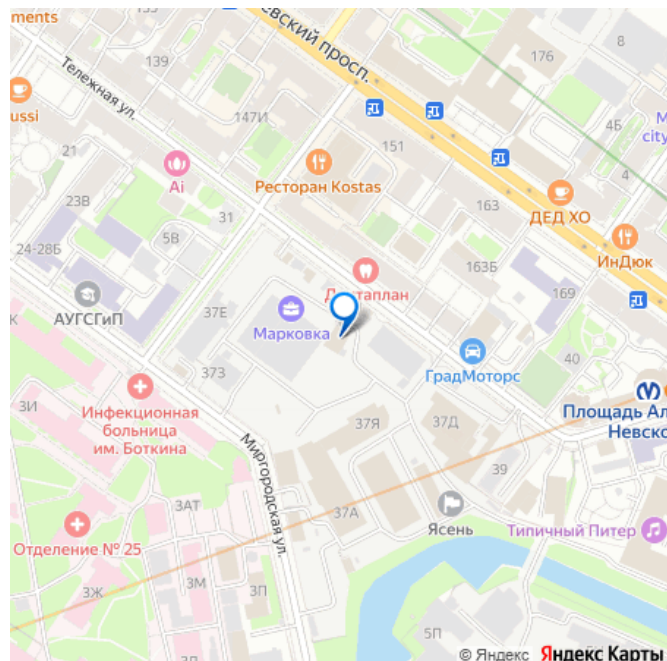 ments
139
Тележная ул.
ussi
147И
151
176
8
4Б
M
city
4
21
Ai
Ресторан Kostas
163
ДЕД ХО
ИнДюк
23В
31
5В
24-28Б
163Б
169
АУГСГиП
К
37Е
Марковка
40
373
ГрадМоторс
Площадь Ал
Невско
3И
Инфекционная
больница
им. Боткина
37Я
37Д
39
Миргородская ул.
3АТ
37А
Ясень
Типичный Питер
Отделение № 25
3Ж
3М
3П
5П
© Яндекс Яндекс Карты